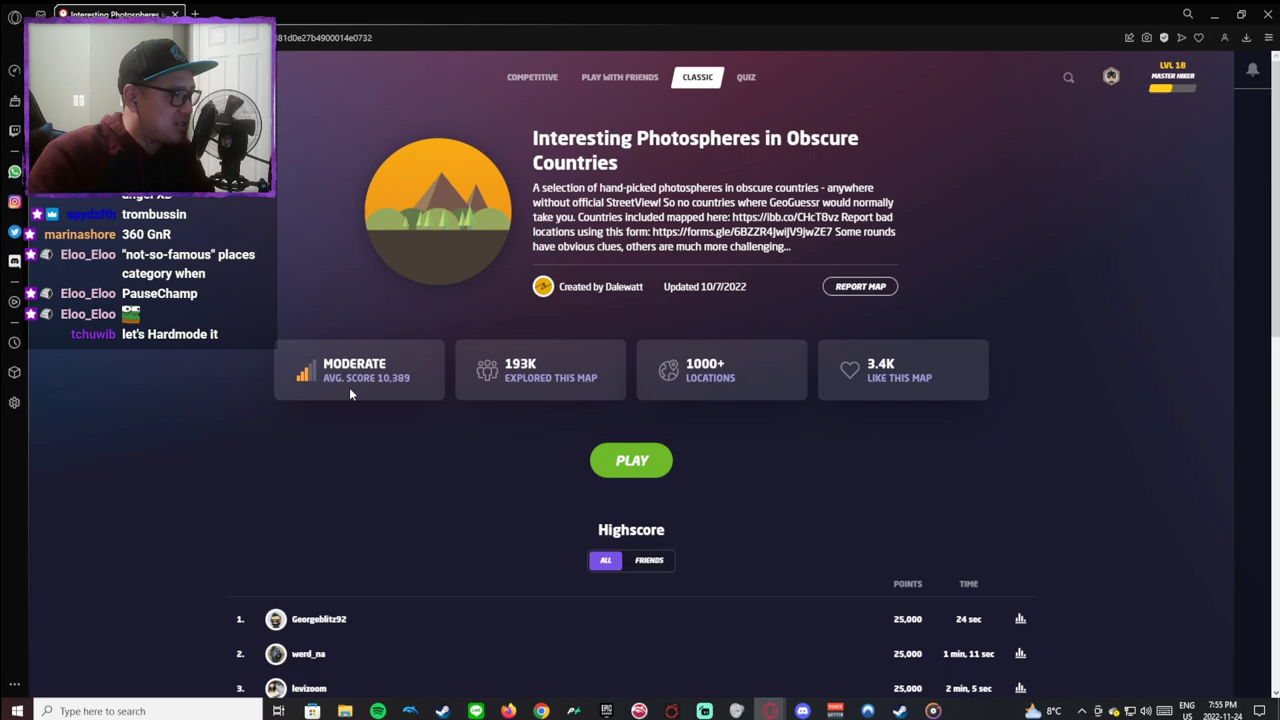 Interesting Photospheres i
381d0e27b4900014e0732
COMPETITIVE
PLAY WITH FRIENDS
CLASSIC
QUIZ
LVL 18
MASTER HIKER
Interesting Photospheres in Obscure
Countries
A selection of hand-picked photospheres in obscure countries - anywhere
without official StreetView! So no countries where GeoGuessr would normally
take you. Countries included mapped here: https://ibb.co/CHcT8vz Report bad
locations using this form: https://forms.gle/6BZZR4JwiJV9jwZE7 Some rounds
have obvious clues, others are much more challenging...
Created by Dalewatt
Updated 10/7/2022
REPORT MAP
angel XD
spydzfth trombussin
marinashore 360 GnR
Eloo_Eloo "not-so-famous" places
category when
Eloo_Eloo PauseChamp
Eloo_Eloo
tchuwib let's Hardmode it
MODERATE
AVG. SCORE 10,389
193K
EXPLORED THIS MAP
1000+
LOCATIONS
3.4K
LIKE THIS MAP
PLAY
Highscore
ALL
FRIENDS
POINTS TIME
1. Georgeblitz92 25,000 24 sec
2. werd_na 25,000 1 min, 11 sec
3. levizoom 25,000 2 min, 5 sec
Type here to search
8°C
ENG
7:55 PM
2022-11-24